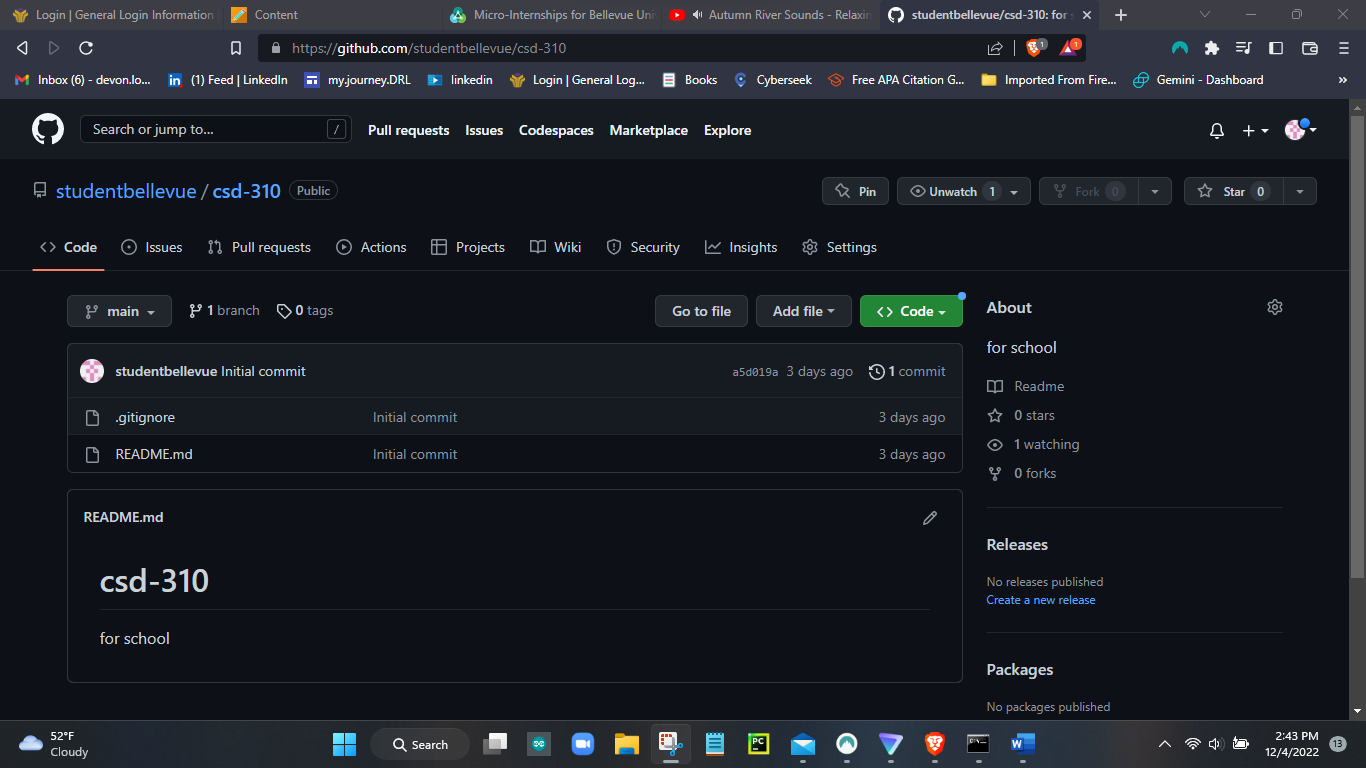 Login | General Login Information
Content
Micro-Internships for Bellevue Uni
Autumn River Sounds - Relaxin
studentbellevue/csd-310: for s
https://github.com/studentbellevue/csd-310
1
1
Inbox (6) - devon.lo...
(1) Feed | LinkedIn
my.journey.DRL
linkedin
Login | General Log...
Books
Cyberseek
Free APA Citation G...
Imported From Fire...
Gemini - Dashboard
»
Search or jump to...
/
Pull requests
Issues
Codespaces
Marketplace
Explore
studentbellevue / csd-310
Public
Pin
Unwatch 1
Fork 0
Star 0
Code
Issues
Pull requests
Actions
Projects
Wiki
Security
Insights
Settings
main
1 branch
0 tags
Go to file
Add file
Code
studentbellevue Initial commit
a5d019a 3 days ago
1 commit
.gitignore
Initial commit
3 days ago
README.md
Initial commit
3 days ago
README.md
csd-310
for school
About
for school
Readme
0 stars
1 watching
0 forks
Releases
No releases published
Create a new release
Packages
No packages published
52°F
Cloudy
Search
PC
W
2:43 PM
12/4/2022
13